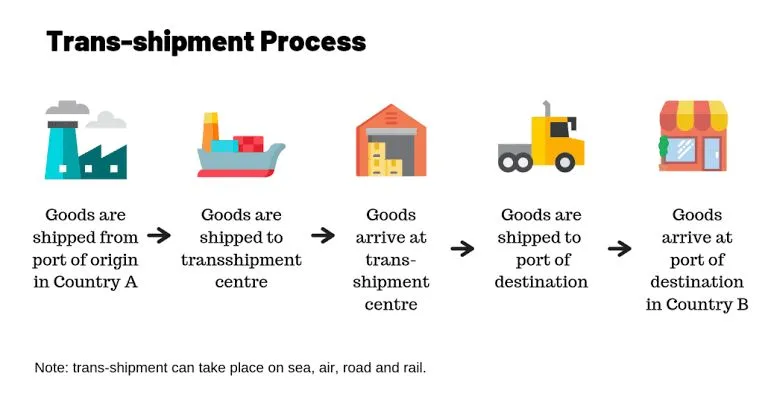 Trans-shipment Process
Goods are
shipped from
port of origin
in Country A
Goods are
shipped to
transshipment
centre
Goods
arrive at
trans-
shipment
centre
Goods are
shipped to
port of
destination
Goods
arrive at
port of
destination
in Country B
Note: trans-shipment can take place on sea, air, road and rail.